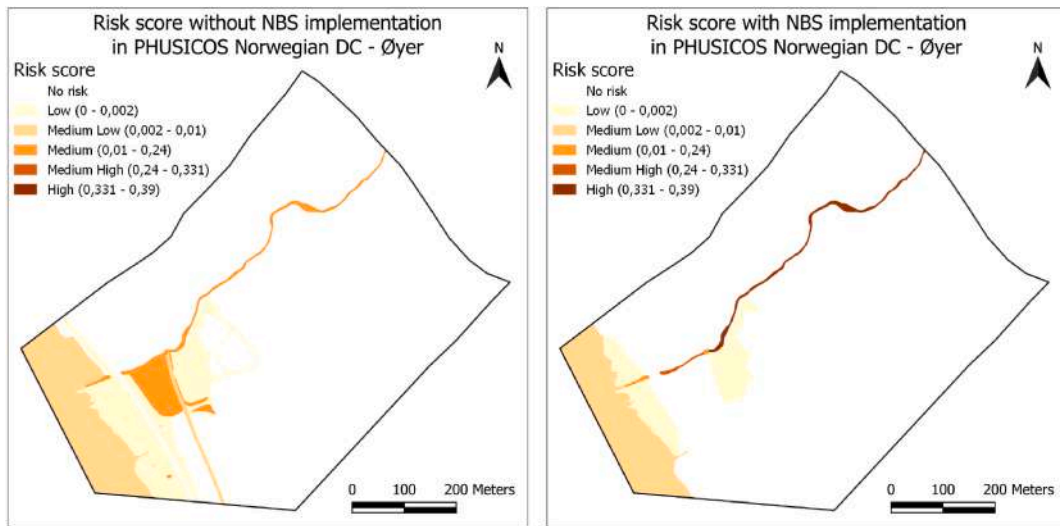 Risk score without NBS implementation
in PHUSICOS Norwegian DC - Øyer
N
Risk score
No risk
Low (0 - 0,002)
Medium Low (0,002 - 0,01)
Medium (0,01 - 0,24)
Medium High (0,24 - 0,331)
High (0,331 - 0,39)
0 100 200 Meters
Risk score with NBS implementation
in PHUSICOS Norwegian DC - Øyer
N
Risk score
No risk
Low (0 - 0,002)
Medium Low (0,002 - 0,01)
Medium (0,01 - 0,24)
Medium High (0,24 - 0,331)
High (0,331 - 0,39)
0 100 200 Meters